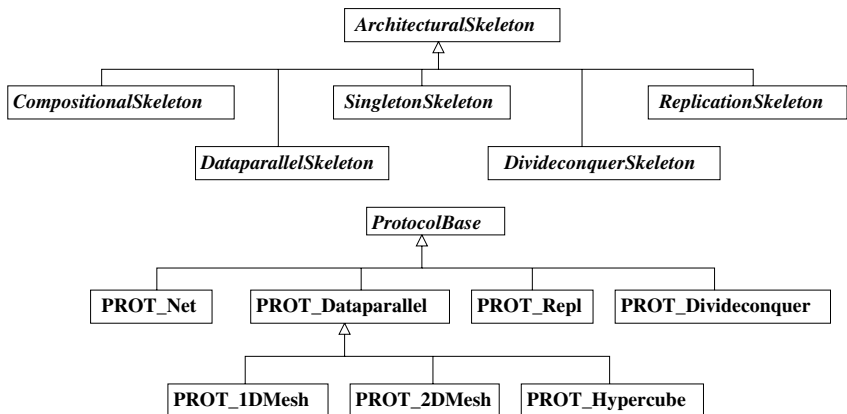 ArchitecturalSkeleton
CompositionalSkeleton
SingletonSkeleton
ReplicationSkeleton
DataparallelSkeleton
DivideconquerSkeleton
ProtocolBase
PROT_Net
PROT_Dataparallel
PROT_Repl
PROT_Divideconquer
PROT_1DMesh
PROT_2DMesh
PROT_Hypercube